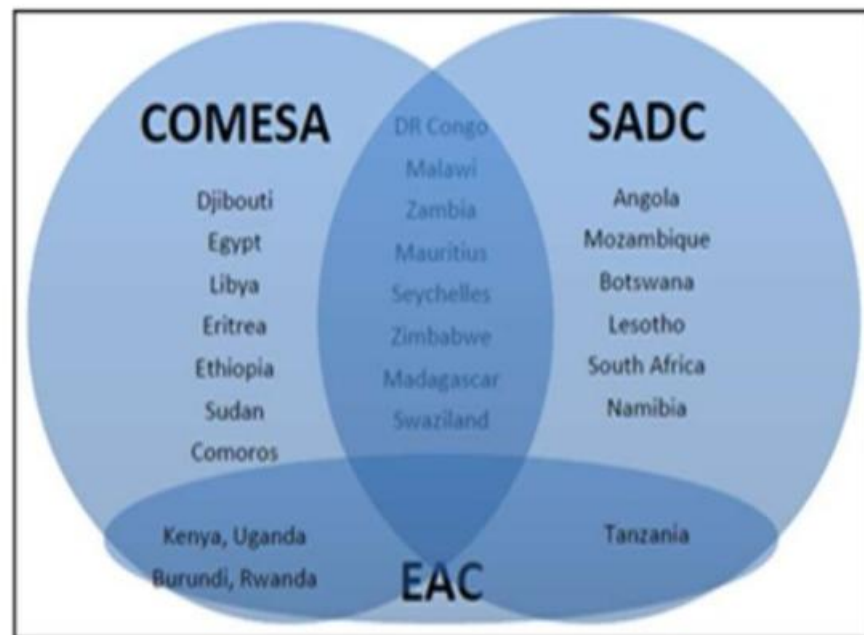 COMESA
Djibouti
Egypt
Libya
Eritrea
Ethiopia
Sudan
Comoros
DR Congo
Malawi
Zambia
Mauritius
Seychelles
Zimbabwe
Madagascar
Swaziland
SADC
Angola
Mozambique
Botswana
Lesotho
South Africa
Namibia
Kenya, Uganda
Burundi, Rwanda
EAC
Tanzania